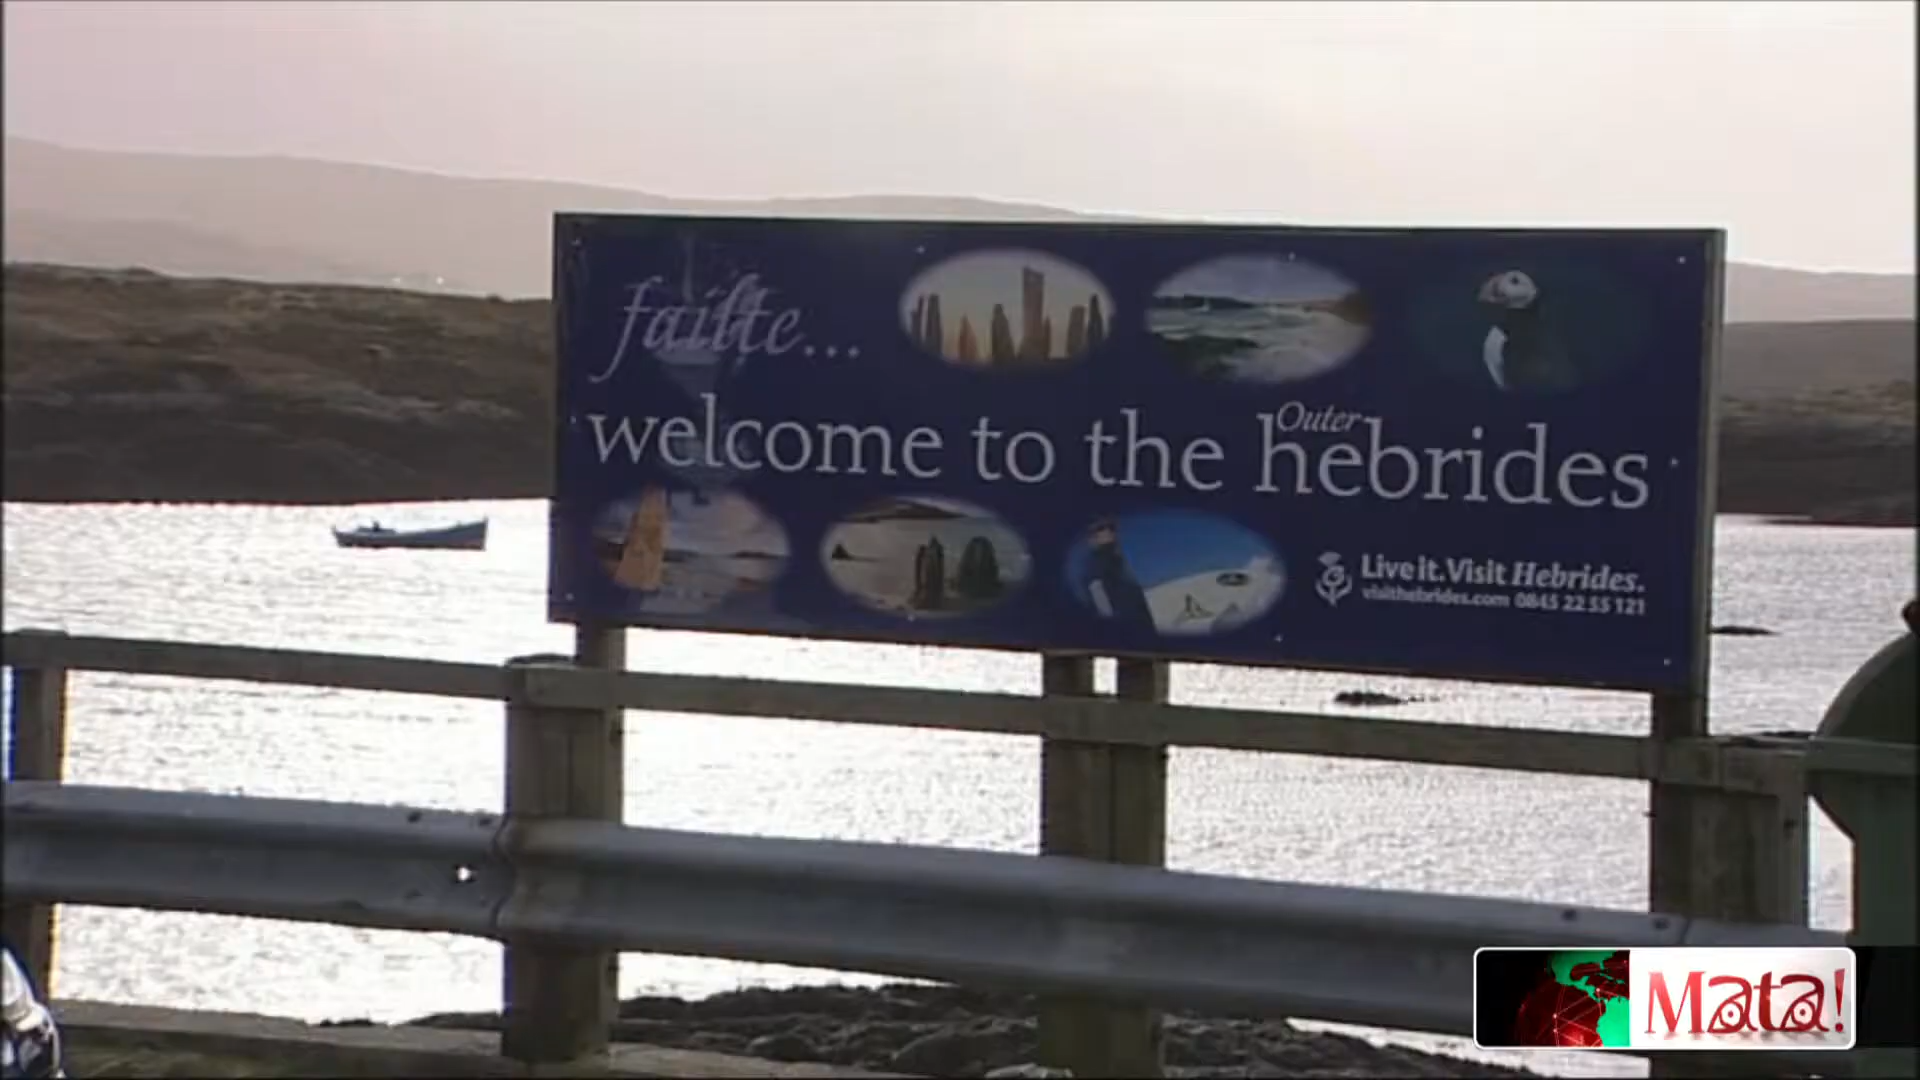 failte...
welcome to the Outer hebrides
Live it. Visit Hebrides.
visithebrides.com 0845 22 55 121
Mata!